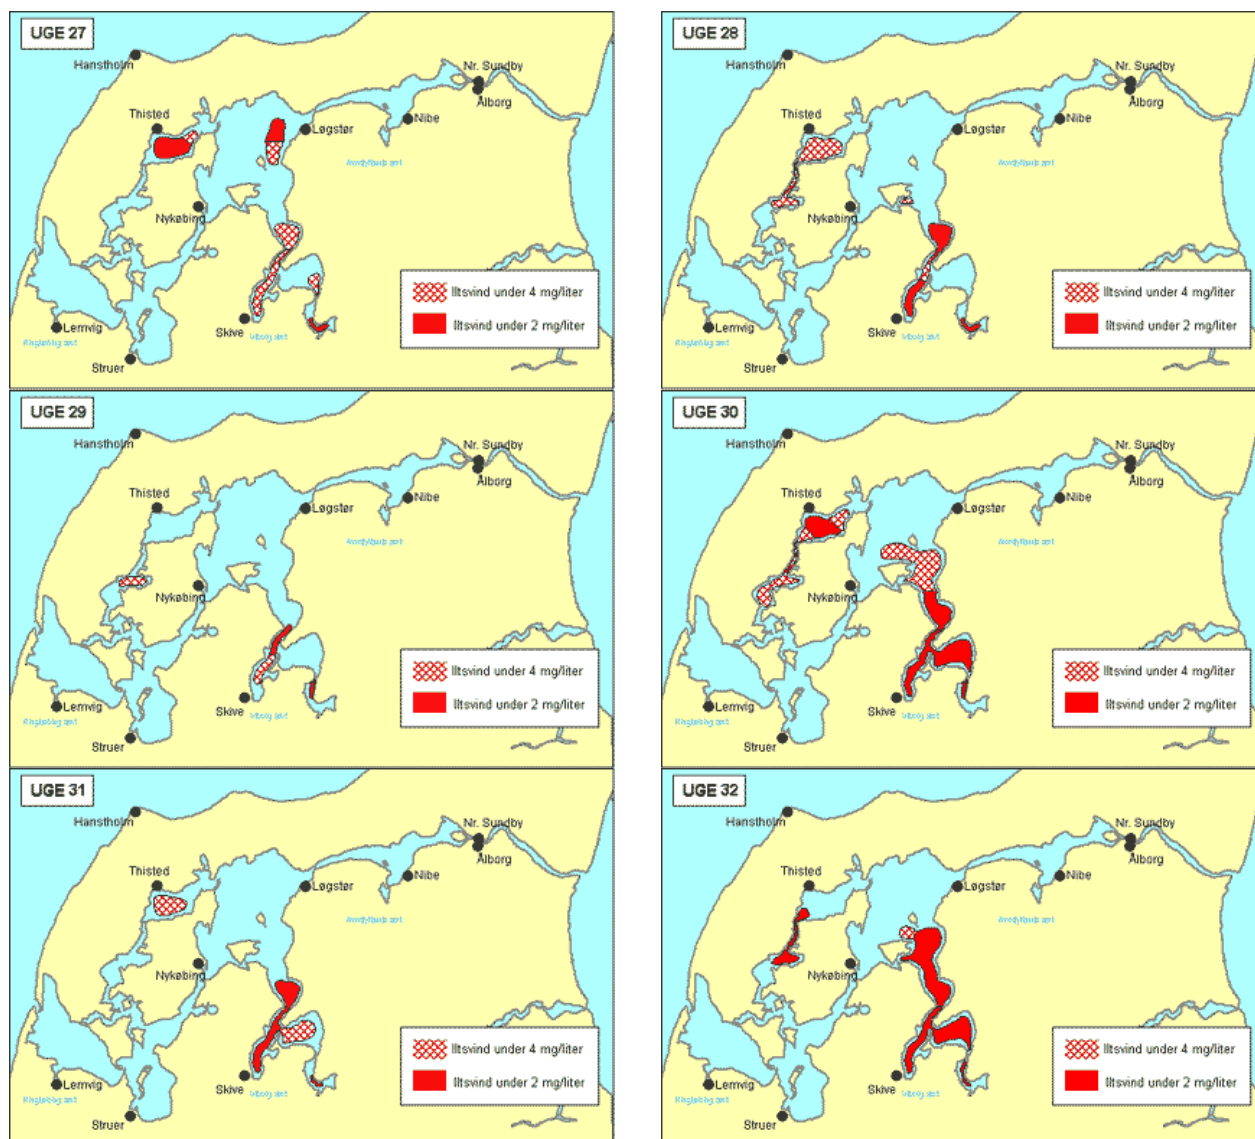 UGE 27
Hanstholm
Nr. Sundby
Ålborg
Thisted
Løgstør
Nibe
Nykøbing
Iltsvind under 4 mg/liter
Iltsvind under 2 mg/liter
Lemvig
Skive
Struer
UGE 28
Hanstholm
Nr. Sundby
Ålborg
Thisted
Løgstør
Nibe
Nykøbing
Iltsvind under 4 mg/liter
Iltsvind under 2 mg/liter
Lemvig
Skive
Struer
UGE 29
Hanstholm
Nr. Sundby
Ålborg
Thisted
Løgstør
Nibe
Nykøbing
Iltsvind under 4 mg/liter
Iltsvind under 2 mg/liter
Lemvig
Skive
Struer
UGE 30
Hanstholm
Nr. Sundby
Ålborg
Thisted
Løgstør
Nibe
Nykøbing
Iltsvind under 4 mg/liter
Iltsvind under 2 mg/liter
Lemvig
Skive
Struer
UGE 31
Hanstholm
Nr. Sundby
Ålborg
Thisted
Løgstør
Nibe
Nykøbing
Iltsvind under 4 mg/liter
Iltsvind under 2 mg/liter
Lemvig
Skive
Struer
UGE 32
Hanstholm
Nr. Sundby
Ålborg
Thisted
Løgstør
Nibe
Nykøbing
Iltsvind under 4 mg/liter
Iltsvind under 2 mg/liter
Lemvig
Skive
Struer